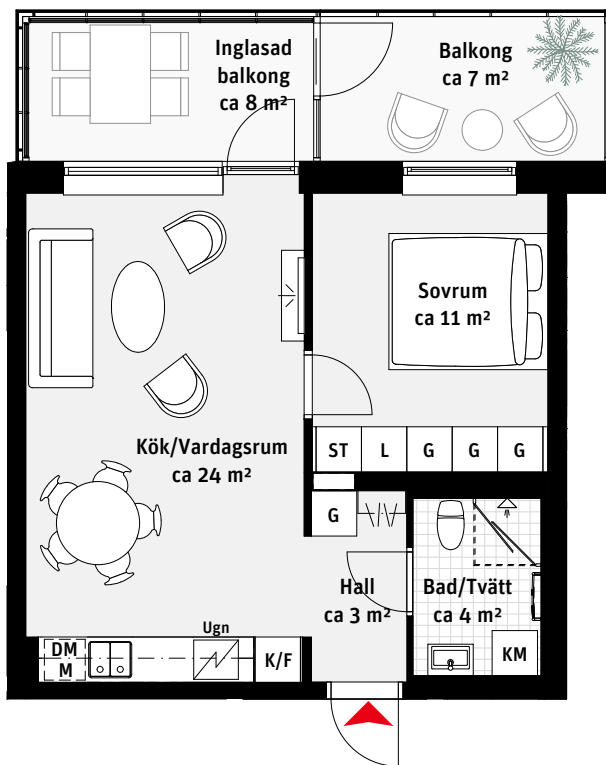 Inglasad
balkong
ca 8 m²
Balkong
ca 7 m²
Sovrum
ca 11 m²
Kök/Vardagsrum
ca 24 m²
ST L G G G
G
Hall
ca 3 m²
Bad/Tvätt
ca 4 m²
Ugn
DM
M
K/F
KM